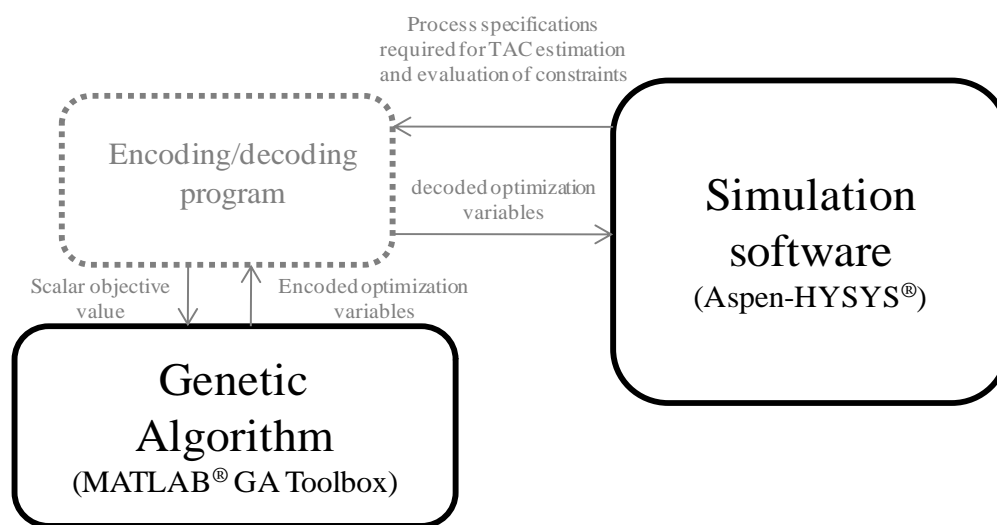 Process specifications
required for TAC estimation
and evaluation of constraints
Encoding/decoding
program
decoded optimization
variables
Simulation
software
(Aspen-HYSYS®)
Scalar objective
value
Encoded optimization
variables
Genetic
Algorithm
(MATLAB® GA Toolbox)